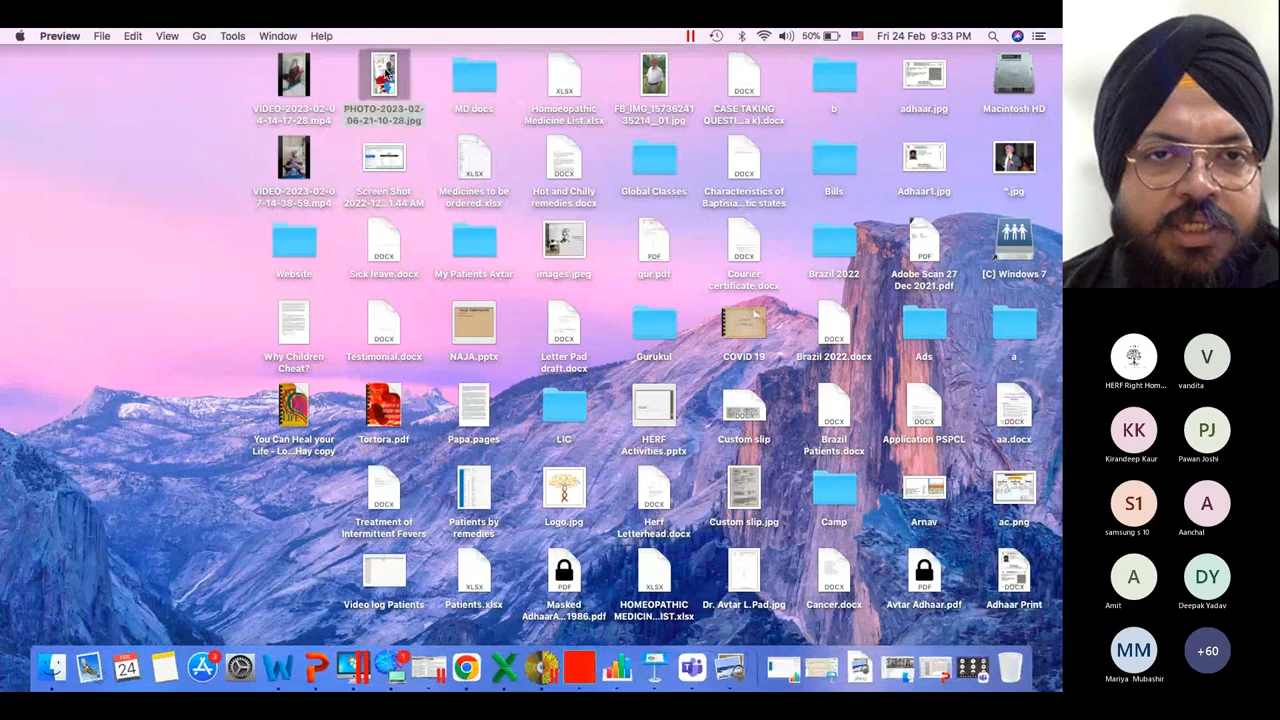 Preview File Edit View Go Tools Window Help
50% Fri 24 Feb 9:33 PM
VIDEO-2023-02-0
4-14-17-28.mp4
PHOTO-2023-02-
06-21-10-28.jpg
MD docs
XLSX
Homoeopathic
Medicine List.xlsx
FB_IMG_15736241
35214_01.jpg
DOCX
CASE TAKING
QUESTI...a k).docx
b
adhaar.jpg
Macintosh HD
VIDEO-2023-02-0
7-14-38-59.mp4
Screen Shot
2022-12...1.44 AM
XLSX
Medicines to be
ordered.xlsx
DOCX
Hot and Chilly
remedies.docx
Global Classes
DOCX
Characteristics of
Baptisia...tic states
Bills
Adhaar1.jpg
".jpg
Website
DOCX
Sick leave.docx
My Patients Avtar
images.jpeg
PDF
gur.pdf
DOCX
Courier
certificate.docx
Brazil 2022
PDF
Adobe Scan 27
Dec 2021.pdf
[C] Windows 7
Why Children
Cheat?
DOCX
Testimonial.docx
NAJA.pptx
DOCX
Letter Pad
draft.docx
Gurukul
COVID 19
DOCX
Brazil 2022.docx
Ads
a
You Can Heal your
Life - Lo...Hay copy
Tortora.pdf
Papa.pages
LIC
HERF
Activities.pptx
DOCX
Custom slip
DOCX
Brazil
Patients.docx
DOCX
Application PSPCL
DOCX
aa.docx
DOCX
Treatment of
Intermittent Fevers
Patients by
remedies
Logo.jpg
DOCX
Herf
Letterhead.docx
Custom slip.jpg
Camp
Arnav
ac.png
Video log Patients
XLSX
Patients.xlsx
PDF
Masked
AdhaarA...1986.pdf
XLSX
HOMEOPATHIC
MEDICIN...IST.xlsx
Dr. Avtar L.Pad.jpg
DOCX
Cancer.docx
PDF
Avtar Adhaar.pdf
DOCX
Adhaar Print
HERF Right Hom...
V
vandita
KK
Kirandeep Kaur
PJ
Pawan Joshi
S1
samsung s 10
A
Aanchal
A
Amit
DY
Deepak Yadav
MM
Mariya Mubashir
+60
FEB
24
3
1